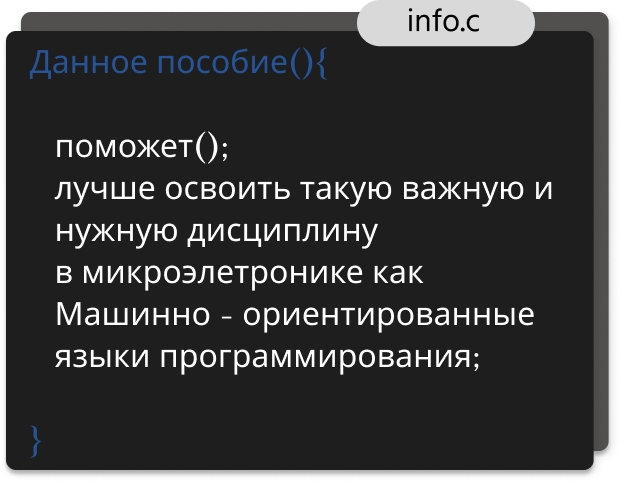 info.c
Данное пособие(){
поможет();
лучше освоить такую важную и
нужную дисциплину
в микроэлетронике как
Машинно - ориентированные
языки программирования;
}